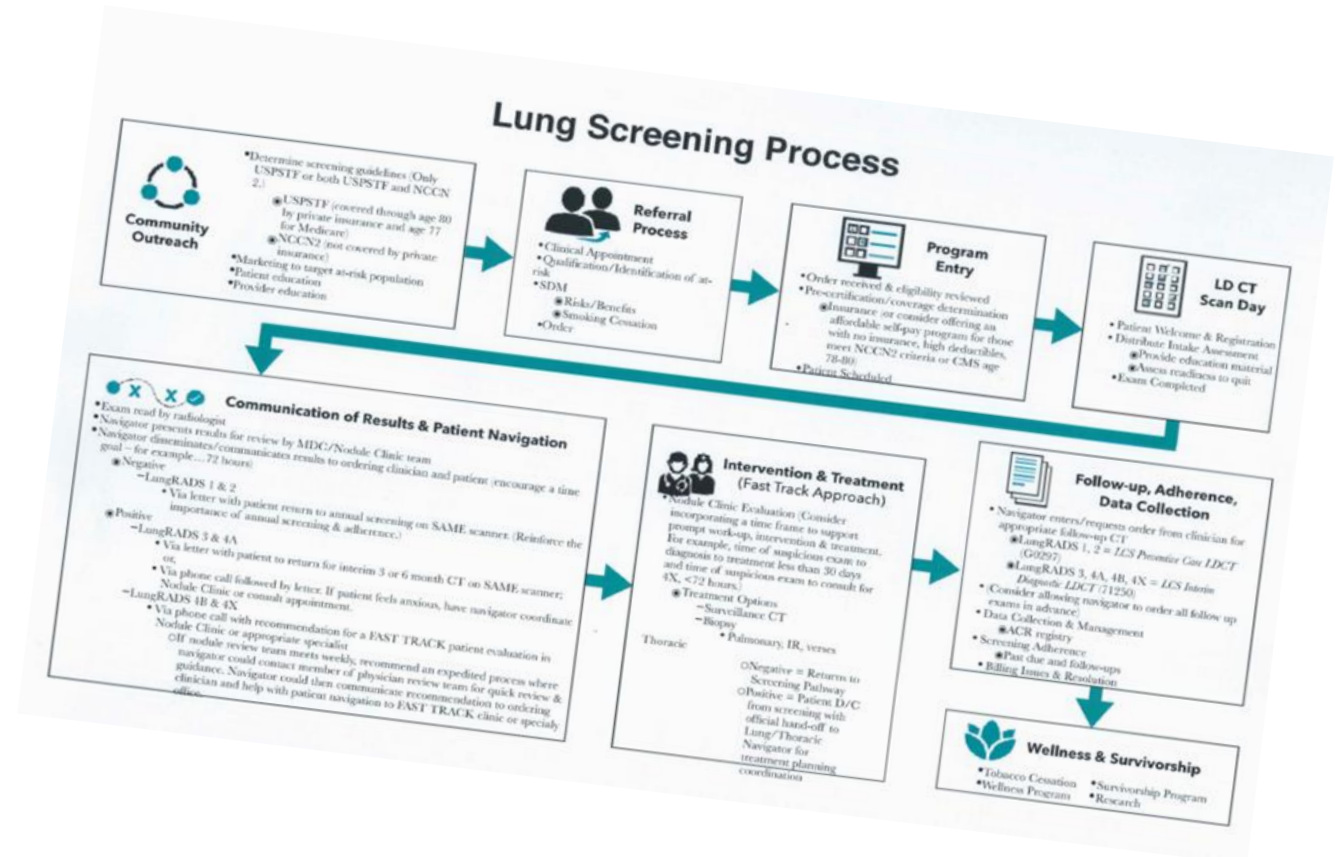 Lung Screening Process
Community
Outreach
•Determine screening guidelines (Only
USPSTF or both USPSTF and NCCN
2.)
◉USPSTF (covered through age 80
by private insurance and age 77
for Medicare)
◉NCCN2 (not covered by private
insurance)
•Marketing to target at-risk population
•Patient education
•Provider education
Referral
Process
•Clinical Appointment
•Qualification/Identification of at-
risk
•SDM
◉Risks/Benefits
◉Smoking Cessation
•Order
Program
Entry
•Order received & eligibility reviewed
•Pre-certification/coverage determination
◉Insurance (or consider offering an
affordable self-pay program for those
with no insurance, high deductibles,
meet NCCN2 criteria or CMS age
78-80)
•Patient Scheduled
LD CT
Scan Day
• Patient Welcome & Registration
• Distribute Intake Assessment
◉Provide education material
◉Assess readiness to quit
• Exam Completed
Communication of Results & Patient Navigation
•Exam read by radiologist
•Navigator presents results for review by MDC/Nodule Clinic team
•Navigator disseminates/communicates results to ordering clinician and patient (encourage a time
goal – for example…72 hours)
◉Negative
–LungRADS 1 & 2
• Via letter with patient return to annual screening on SAME scanner. (Reinforce the
importance of annual screening & adherence.)
◉Positive
–LungRADS 3 & 4A
• Via letter with patient to return for interim 3 or 6 month CT on SAME scanner;
or,
• Via phone call followed by letter. If patient feels anxious, have navigator coordinate
Nodule Clinic or consult appointment.
–LungRADS 4B & 4X
• Via phone call with recommendation for a FAST TRACK patient evaluation in
Nodule Clinic or appropriate specialist
○If nodule review team meets weekly, recommend an expedited process where
navigator could contact member of physician review team for quick review &
guidance. Navigator could then communicate recommendation to ordering
clinician and help with patient navigation to FAST TRACK clinic or specialy
office.
Intervention & Treatment
(Fast Track Approach)
•Nodule Clinic Evaluation (Consider
incorporating a time frame to support
prompt work-up, intervention & treatment.
For example, time of suspicious exam to
diagnosis to treatment less than 30 days
and time of suspicious exam to consult for
4X, <72 hours.)
◉Treatment Options
–Surveillance CT
–Biopsy
• Pulmonary, IR, verses
Thoracic
○Negative = Returns to
Screening Pathway
○Positive = Patient D/C
from screening with
official hand-off to
Lung/Thoracic
Navigator for
treatment planning
coordination
Follow-up, Adherence,
Data Collection
• Navigator enters/requests order from clinician for
appropriate follow-up CT
◉LungRADS 1, 2 = LCS Preventive Care LDCT
(G0297)
◉LungRADS 3, 4A, 4B, 4X = LCS Interim
Diagnostic LDCT (71250)
• (Consider allowing navigator to order all follow up
exams in advance)
• Data Collection & Management
◉ACR registry
• Screening Adherence
◉Past due and follow-ups
• Billing Issues & Resolution
Wellness & Survivorship
•Tobacco Cessation •Survivorship Program
•Wellness Program •Research